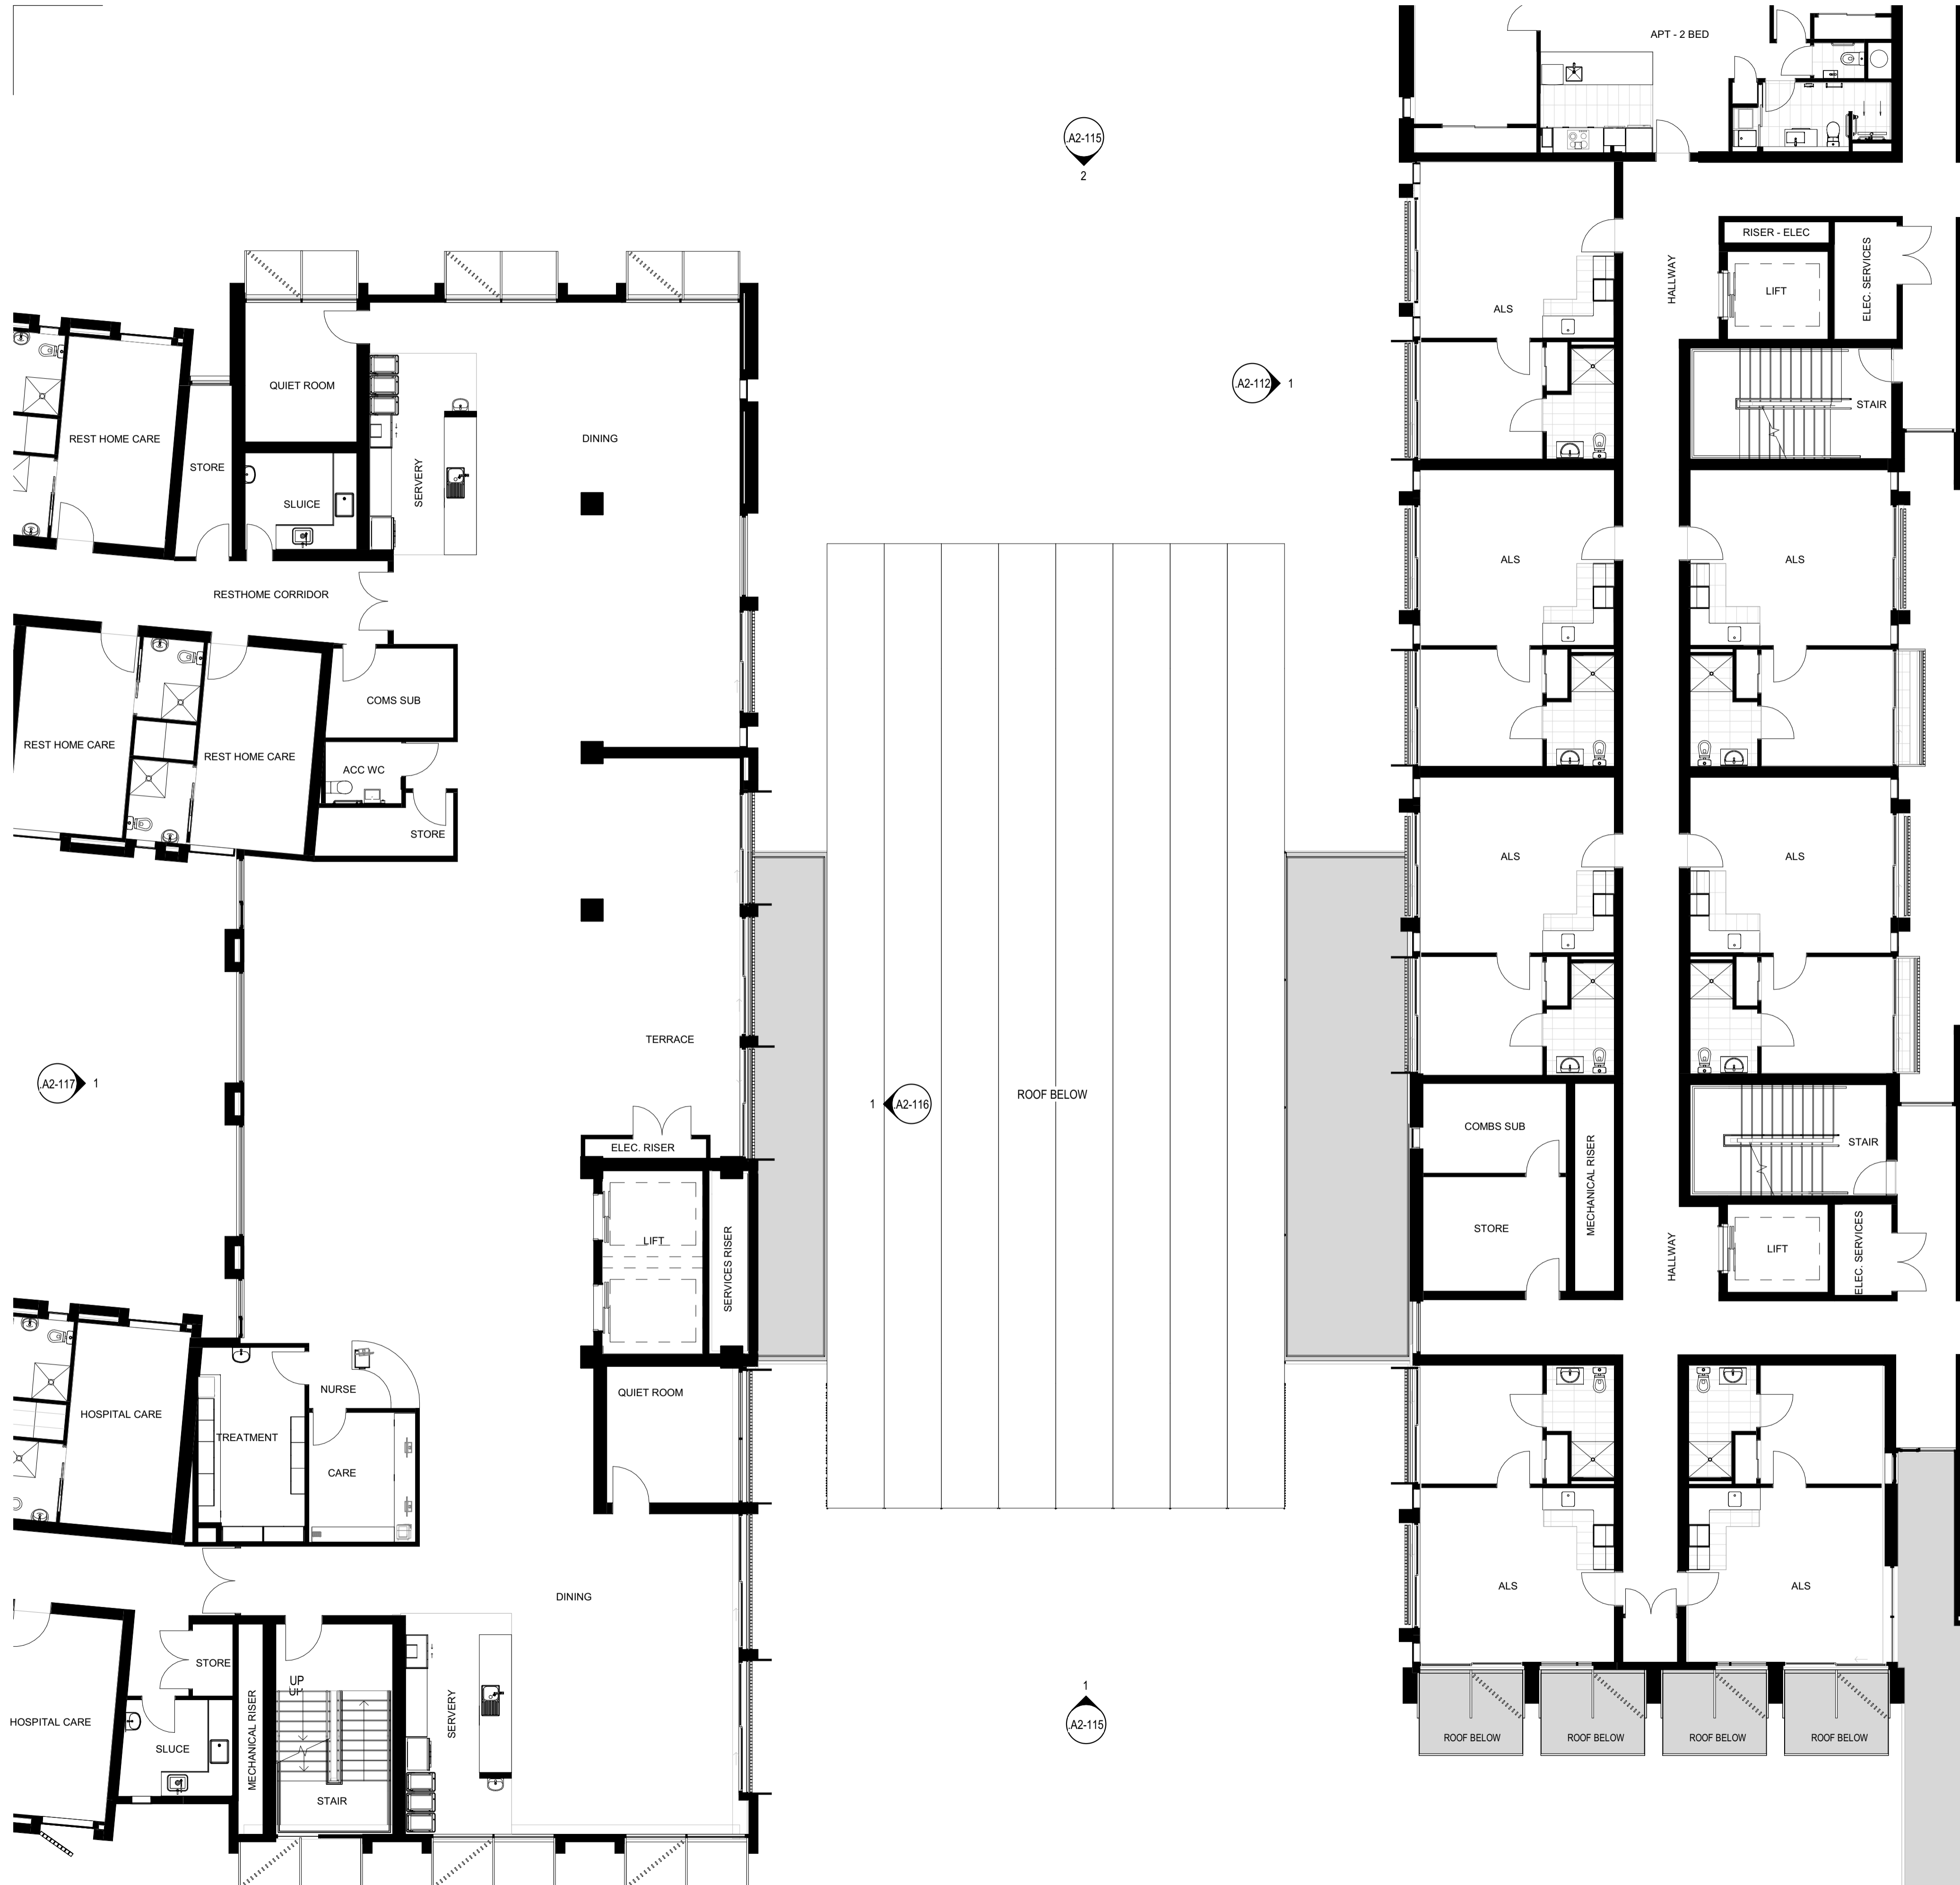 APT - 2 BED
.A2-115
2
RISER - ELEC
HALLWAY
LIFT
ELEC. SERVICES
ALS
QUIET ROOM
.A2-112
1
STAIR
REST HOME CARE
STORE
DINING
SERVERY
SLUICE
ALS
ALS
RESTHOME CORRIDOR
COMS SUB
REST HOME CARE
REST HOME CARE
ACC WC
STORE
ALS
ALS
TERRACE
.A2-117
1
1
.A2-116
ROOF BELOW
COMBS SUB
STAIR
ELEC. RISER
MECHANICAL RISER
STORE
LIFT
SERVICES RISER
HALLWAY
LIFT
ELEC. SERVICES
NURSE
QUIET ROOM
HOSPITAL CARE
TREATMENT
CARE
DINING
ALS
ALS
STORE
UP
UP
1
.A2-115
HOSPITAL CARE
SLUCE
MECHANICAL RISER
STAIR
SERVERY
ROOF BELOW
ROOF BELOW
ROOF BELOW
ROOF BELOW